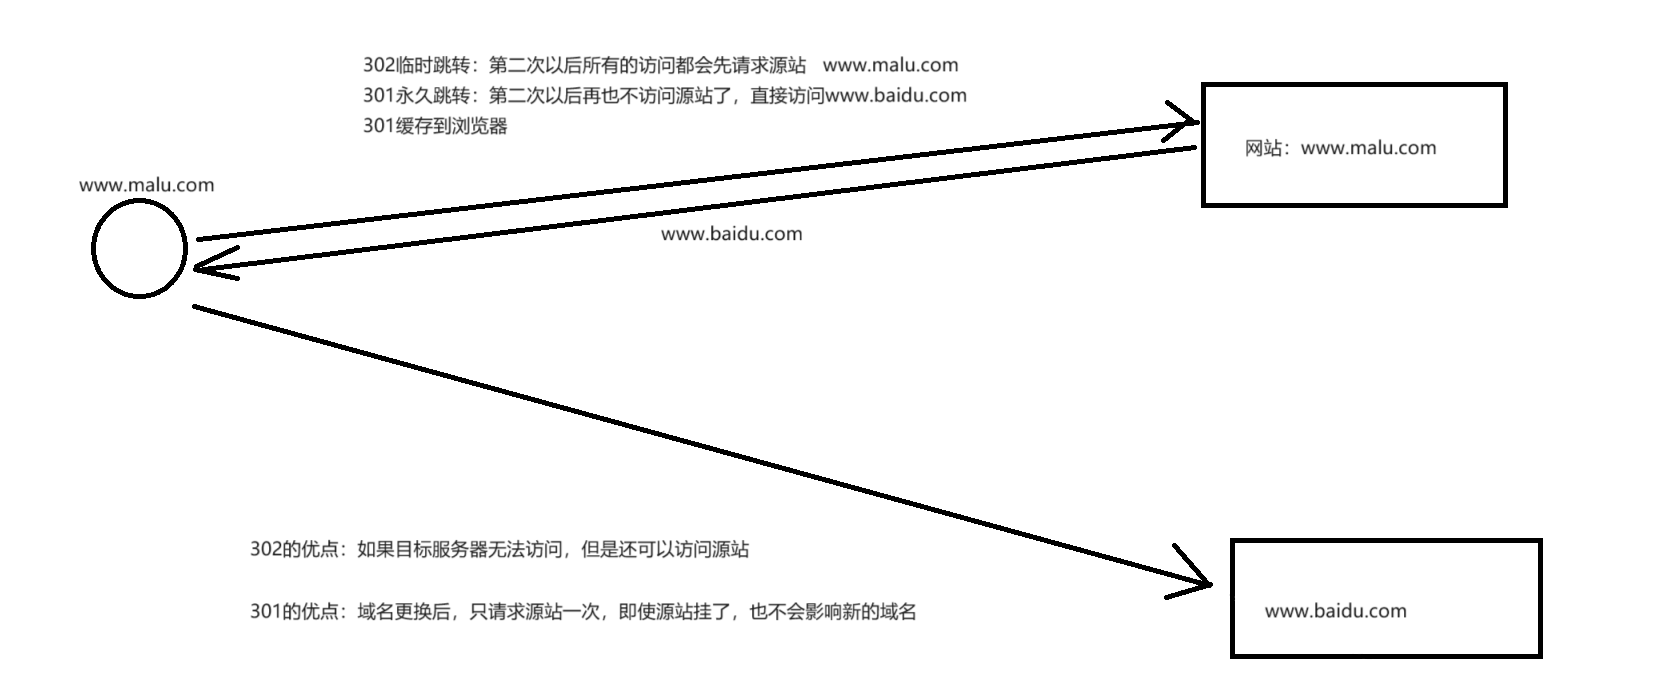 302临时跳转：第二次以后所有的访问都会先请求源站 www.malu.com
301永久跳转：第二次以后再也不访问源站了，直接访问www.baidu.com
301缓存到浏览器
网站：www.malu.com
www.malu.com
www.baidu.com
302的优点：如果目标服务器无法访问，但是还可以访问源站
301的优点：域名更换后，只请求源站一次，即使源站挂了，也不会影响新的域名
www.baidu.com